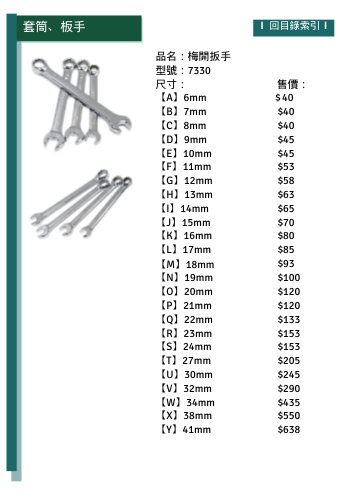 套筒、板手
I 回目錄索引 I
品名：梅開扳手
型號：7330
尺寸： 售價：
【A】6mm $40
【B】7mm $40
【C】8mm $40
【D】9mm $45
【E】10mm $45
【F】11mm $53
【G】12mm $58
【H】13mm $63
【I】14mm $65
【J】15mm $70
【K】16mm $80
【L】17mm $85
【M】18mm $93
【N】19mm $100
【O】20mm $120
【P】21mm $120
【Q】22mm $133
【R】23mm $153
【S】24mm $153
【T】27mm $205
【U】30mm $245
【V】32mm $290
【W】34mm $435
【X】38mm $550
【Y】41mm $638